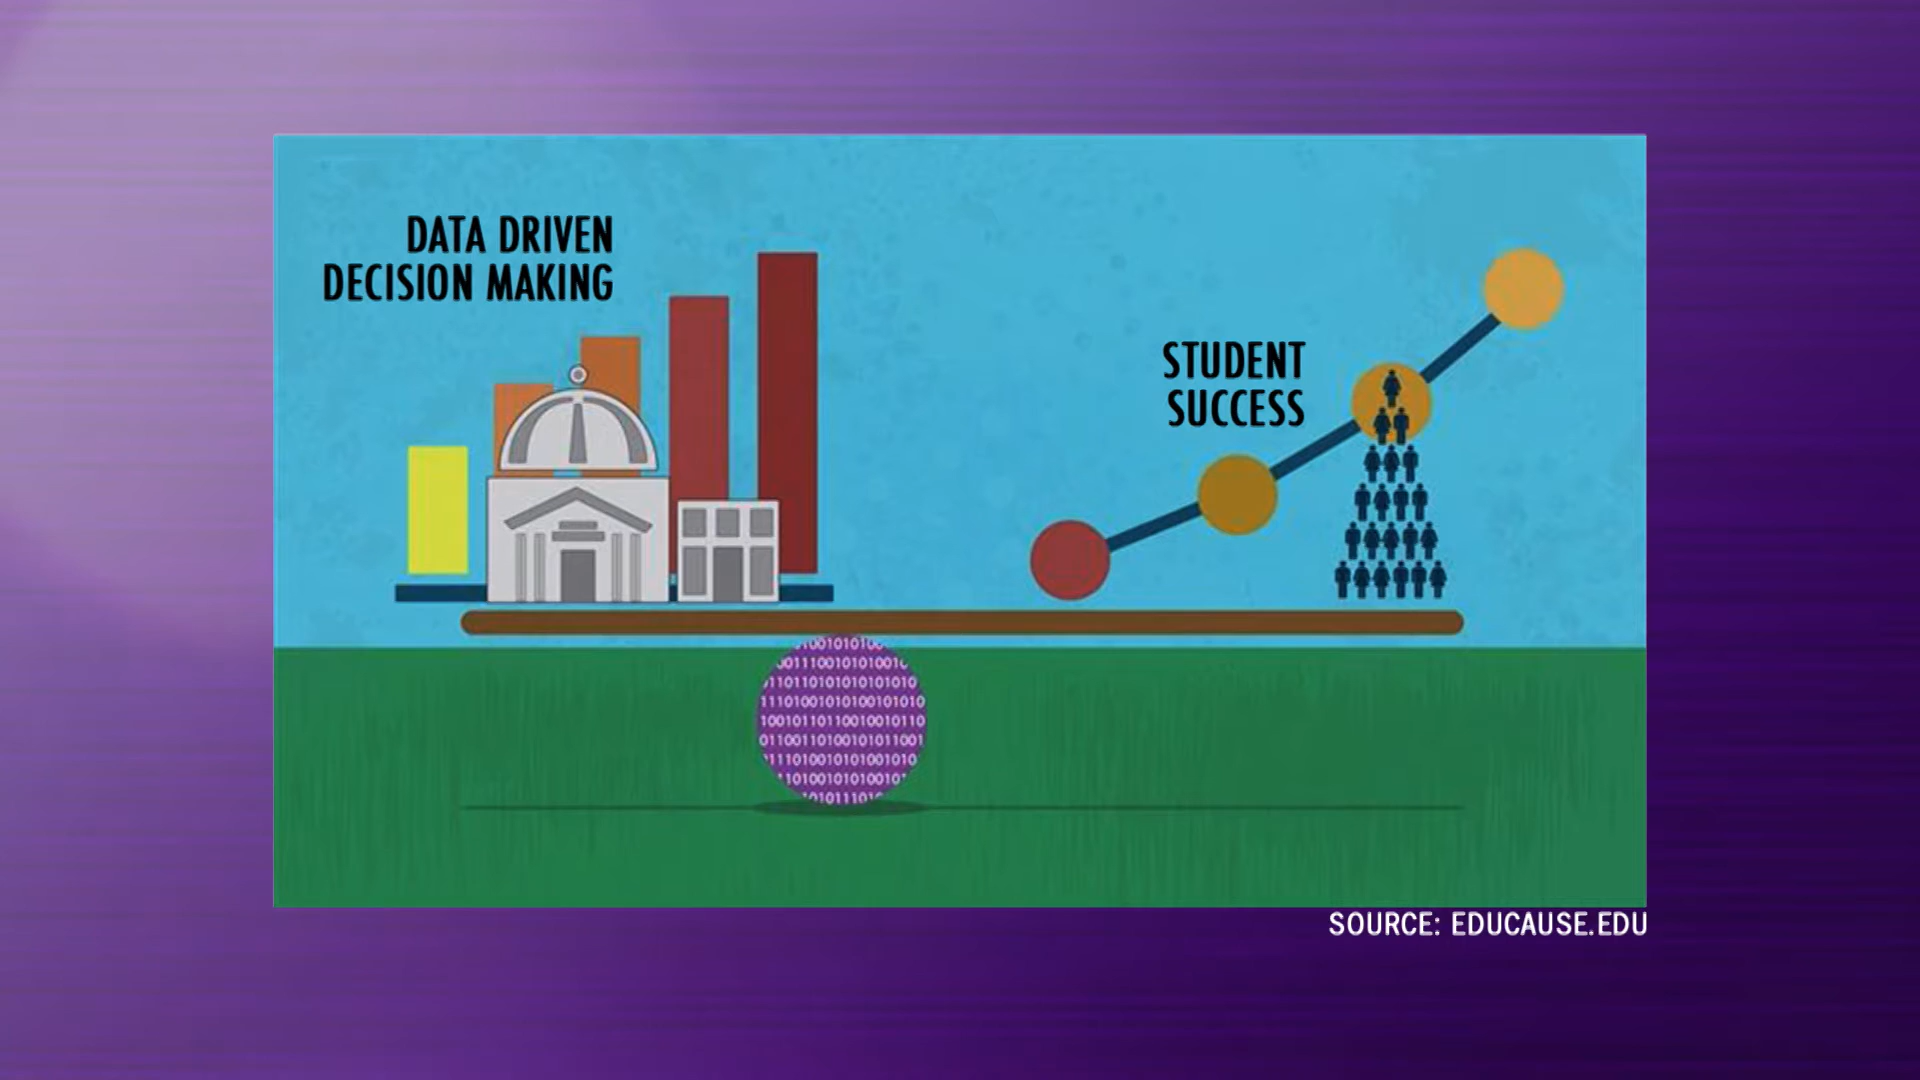 DATA DRIVEN
DECISION MAKING
STUDENT
SUCCESS
SOURCE: EDUCAUSE.EDU